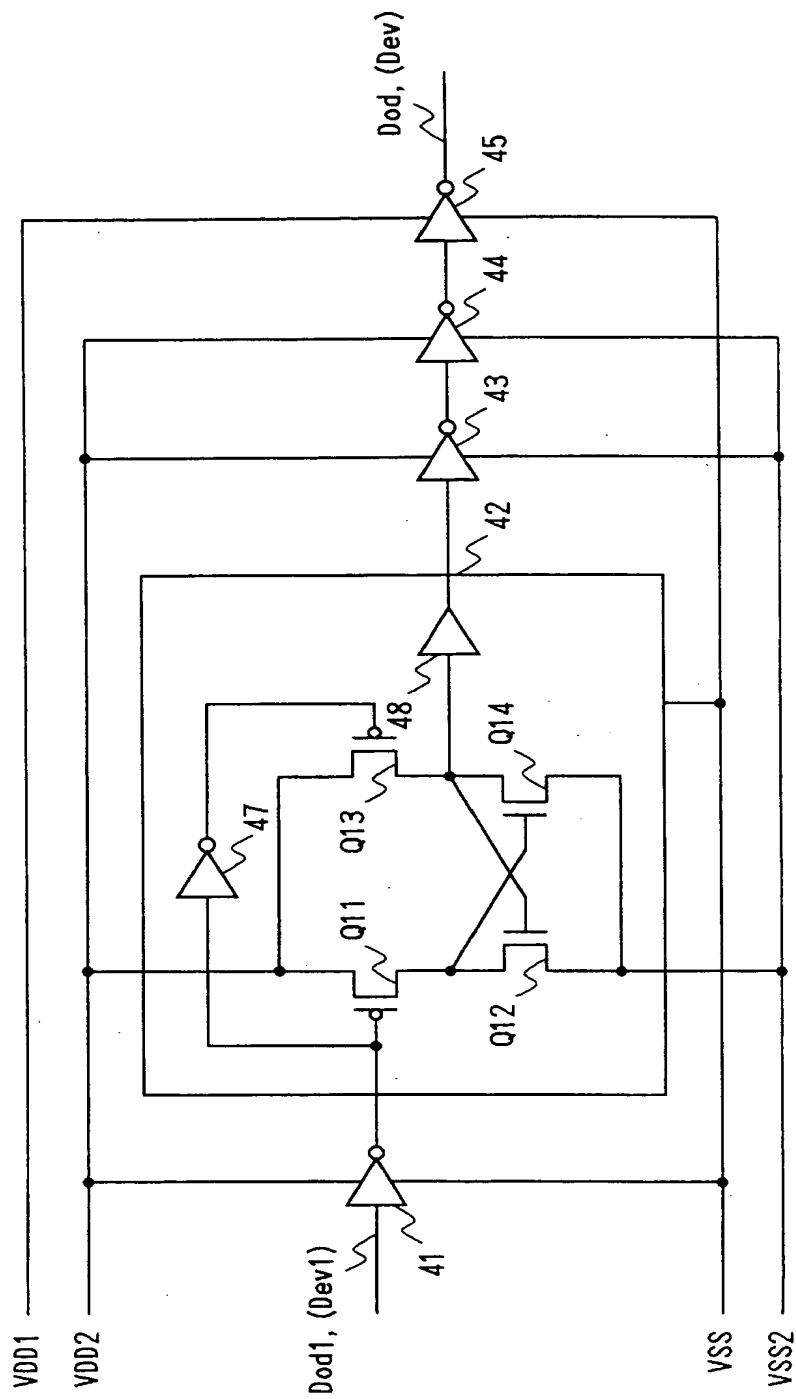 VDD1
VDD2
Dod1, (Dev1)
41
VSS
VSS2
47
Q11
Q13
48
Q12
Q14
42
43
44
45
Dod, (Dev)